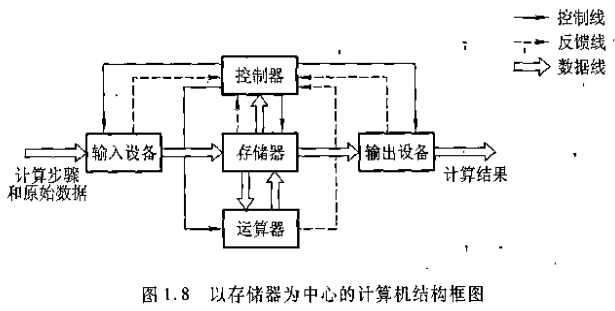 控制线
反馈线
数据线
控制器
输入设备
存储器
输出设备
计算步骤
和原始数据
计算结果
运算器
图 1.8 以存储器为中心的计算机结构框图